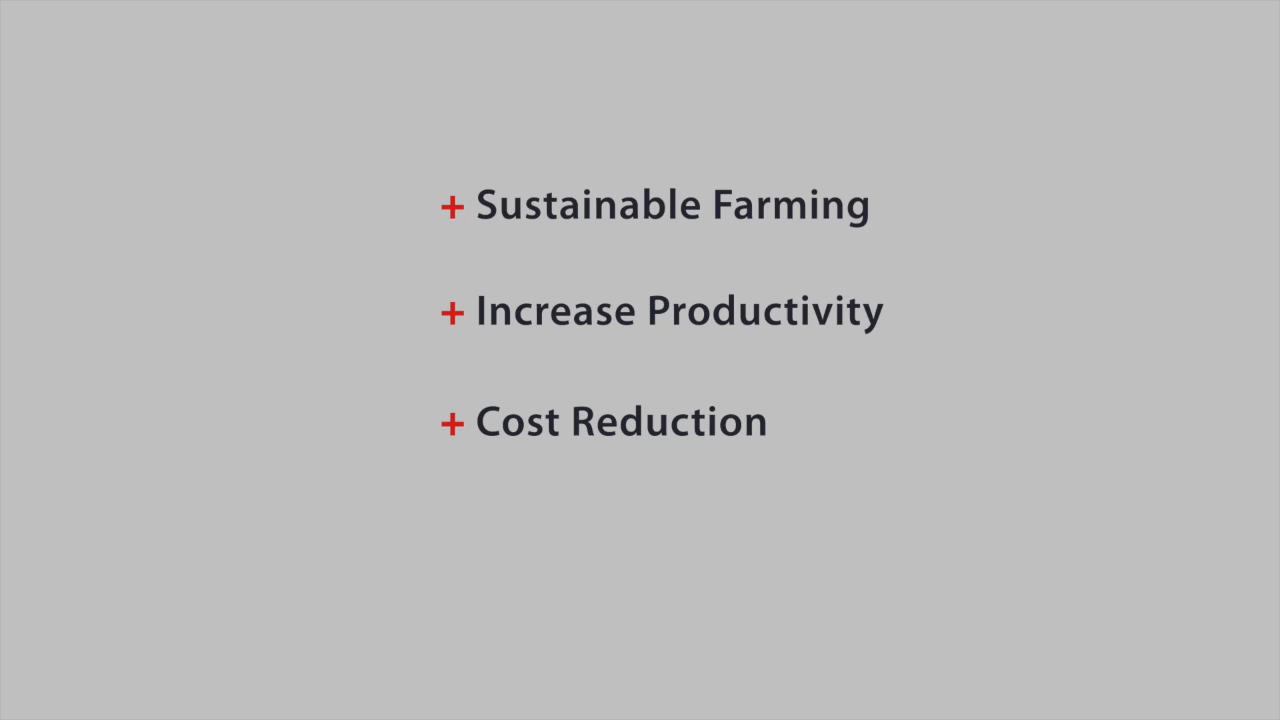 + Sustainable Farming
+ Increase Productivity
+ Cost Reduction